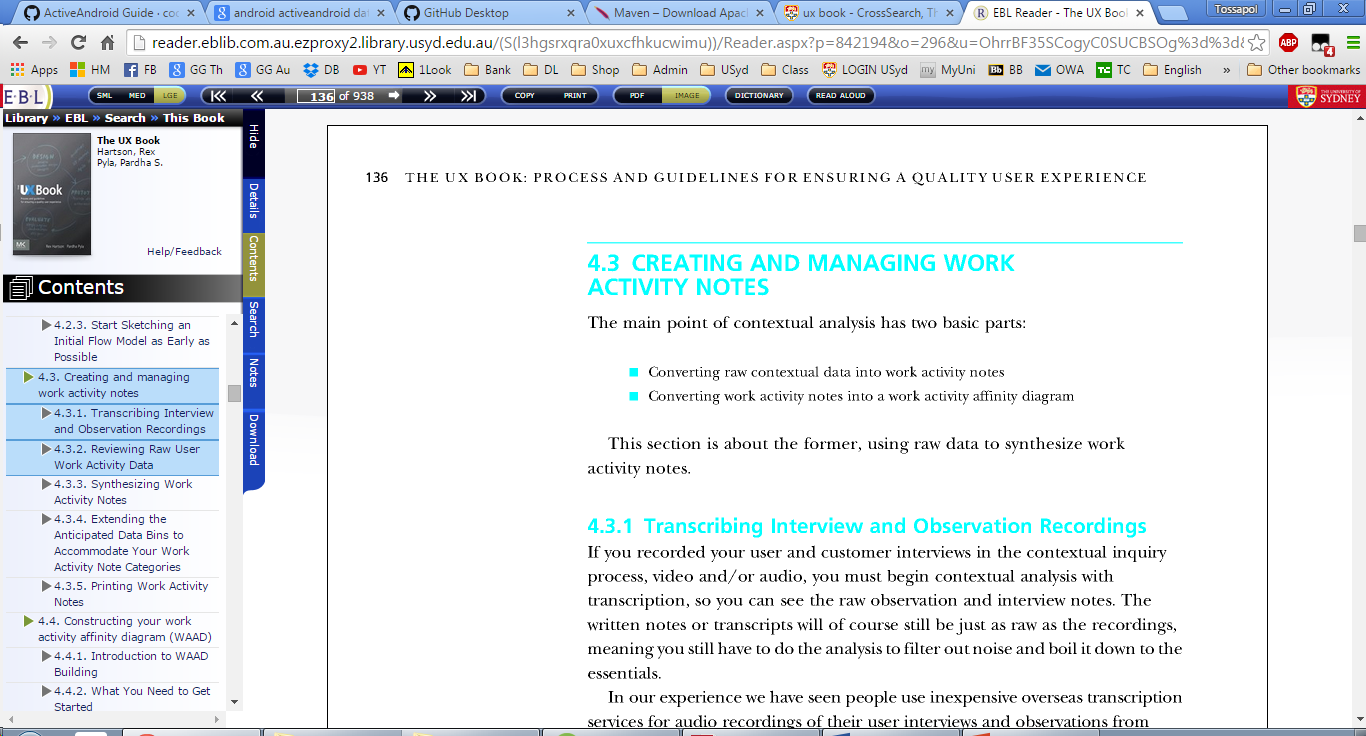 ActiveAndroid Guide · coc
android activeandroid dat
GitHub Desktop
Maven – Download Apac
ux book - CrossSearch, Th
EBL Reader - The UX Book
Tossapol
reader.eblib.com.au.ezproxy2.library.usyd.edu.au/(S(l3hgsrxqra0xuxcfhkucwimu))/Reader.aspx?p=842194&o=296&u=OhrrBF35SCogyC0SUCBSOg%3d%3d&
ABP
4
Apps
HM
FB
GG Th
GG Au
DB
YT
1Look
Bank
DL
Shop
Admin
USyd
Class
LOGIN USyd
my MyUni
Bb BB
OWA
TC TC
English
»
Other bookmarks
E·B·L
SML MED LGE
136 of 938
COPY PRINT
PDF IMAGE
DICTIONARY
READ ALOUD
THE UNIVERSITY OF
SYDNEY
Library » EBL » Search » This Book
The UX Book
Hartson, Rex
Pyla, Pardha S.
UX Book
MK
Help/Feedback
Contents
4.2.3. Start Sketching an
Initial Flow Model as Early as
Possible
4.3. Creating and managing
work activity notes
4.3.1. Transcribing Interview
and Observation Recordings
4.3.2. Reviewing Raw User
Work Activity Data
4.3.3. Synthesizing Work
Activity Notes
4.3.4. Extending the
Anticipated Data Bins to
Accommodate Your Work
Activity Note Categories
4.3.5. Printing Work Activity
Notes
4.4. Constructing your work
activity affinity diagram (WAAD)
4.4.1. Introduction to WAAD
Building
4.4.2. What You Need to Get
Started
Hide
Details
Contents
Search
Notes
Download
136 THE UX BOOK: PROCESS AND GUIDELINES FOR ENSURING A QUALITY USER EXPERIENCE
4.3 CREATING AND MANAGING WORK
ACTIVITY NOTES
The main point of contextual analysis has two basic parts:
Converting raw contextual data into work activity notes
Converting work activity notes into a work activity affinity diagram
This section is about the former, using raw data to synthesize work
activity notes.
4.3.1 Transcribing Interview and Observation Recordings
If you recorded your user and customer interviews in the contextual inquiry
process, video and/or audio, you must begin contextual analysis with
transcription, so you can see the raw observation and interview notes. The
written notes or transcripts will of course still be just as raw as the recordings,
meaning you still have to do the analysis to filter out noise and boil it down to the
essentials.
In our experience we have seen people use inexpensive overseas transcription
services for audio recordings of their user interviews and observations from